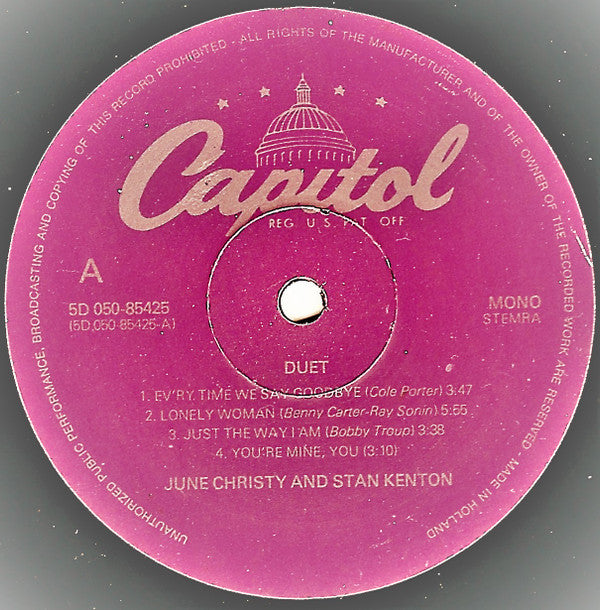 UNAUTHORIZED PUBLIC PERFORMANCE, BROADCASTING AND COPYING OF THIS RECORD PROHIBITED - ALL RIGHTS OF THE MANUFACTURER AND OF THE OWNER OF THE RECORDED WORK ARE RESERVED. MADE IN HOLLAND
Capitol
REG. U.S. PAT. OFF
A
5D 050-85425
(5D.050-85425-A)
MONO
STEMRA
DUET
1. EV'RY TIME WE SAY GOODBYE (Cole Porter) 3:47
2. LONELY WOMAN (Benny Carter-Ray Sonin) 5:56
3. JUST THE WAY I AM (Bobby Troup) 3:38
4. YOU'RE MINE, YOU (3:10)
JUNE CHRISTY AND STAN KENTON